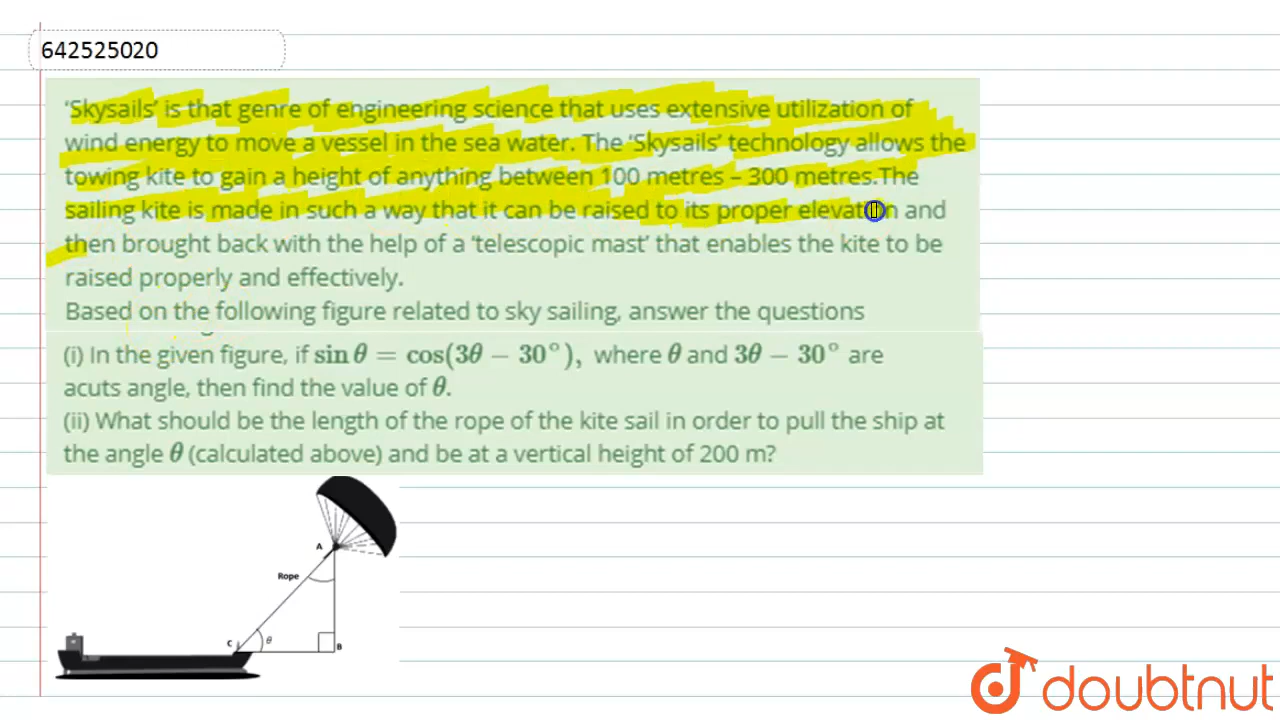 642525020
‘Skysails’ is that genre of engineering science that uses extensive utilization of
wind energy to move a vessel in the sea water. The ‘Skysails’ technology allows the
towing kite to gain a height of anything between 100 metres – 300 metres.The
sailing kite is made in such a way that it can be raised to its proper elevation and
then brought back with the help of a ‘telescopic mast’ that enables the kite to be
raised properly and effectively.
Based on the following figure related to sky sailing, answer the questions
(i) In the given figure, if sin θ = cos(3θ − 30°), where θ and 3θ − 30° are
acuts angle, then find the value of θ.
(ii) What should be the length of the rope of the kite sail in order to pull the ship at
the angle θ (calculated above) and be at a vertical height of 200 m?
A
Rope
C
θ
B
doubtnut